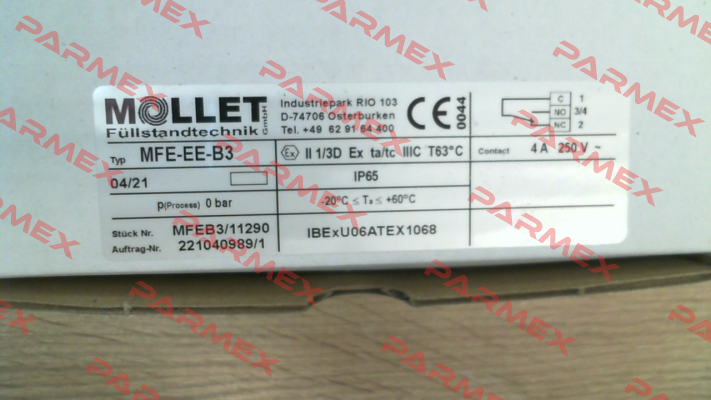 MOLLET
GmbH
Füllstandtechnik
Industriepark RIO 103
D-74706 Osterburken
Tel. +49 62 91 64 400
CE 0044
C 1
NO 3/4
NC 2
Typ MFE-EE-B3
Ex II 1/3D Ex ta/tc IIIC T63°C
Contact 4 A 250 V ~
04/21
IP65
p(Process) 0 bar
-20°C ≤ Ta ≤ +60°C
Stück Nr. MFEB3/11290
Auftrag-Nr. 221040989/1
IBExU06ATEX1068
PARMEX